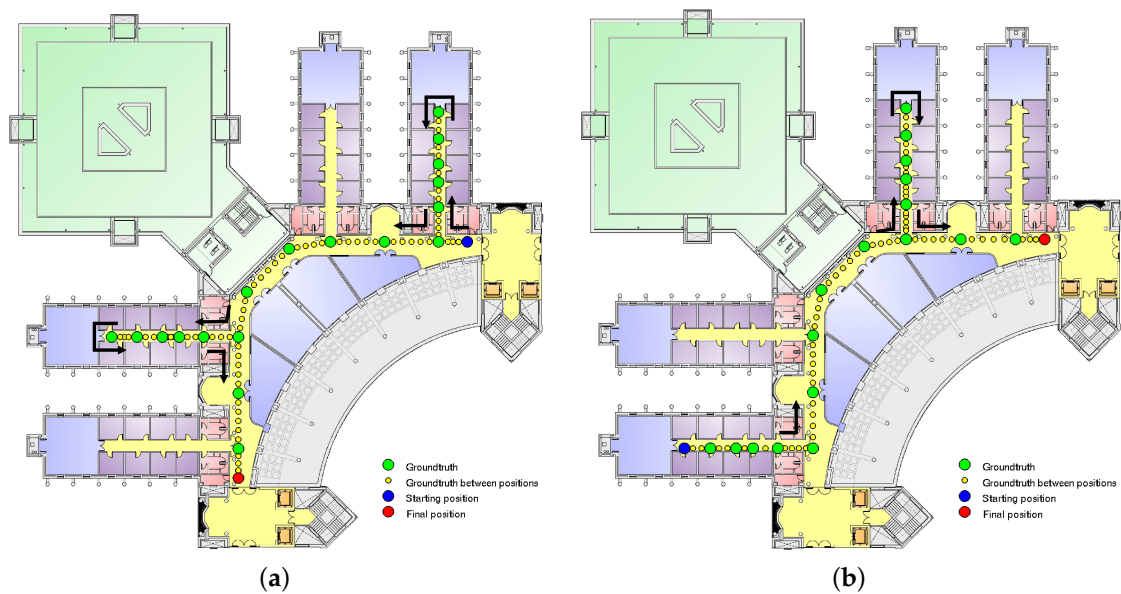 Groundtruth
Groundtruth between positions
Starting position
Final position
(a)
Groundtruth
Groundtruth between positions
Starting position
Final position
(b)